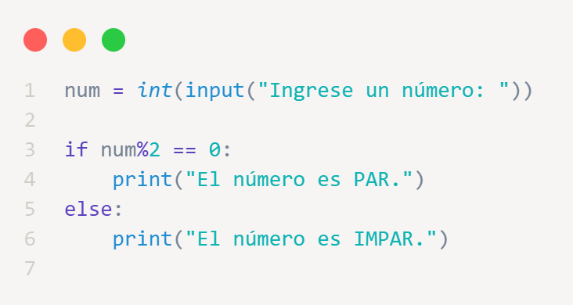 1 num = int(input("Ingrese un número: "))
2
3 if num%2 == 0:
4     print("El número es PAR.")
5 else:
6     print("El número es IMPAR.")
7